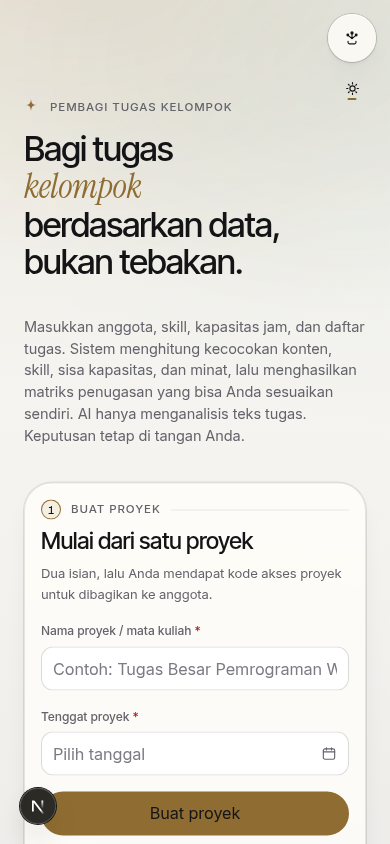 PEMBAGI TUGAS KELOMPOK
Bagi tugas
kelompok
berdasarkan data,
bukan tebakan.
Masukkan anggota, skill, kapasitas jam, dan daftar
tugas. Sistem menghitung kecocokan konten,
skill, sisa kapasitas, dan minat, lalu menghasilkan
matriks penugasan yang bisa Anda sesuaikan
sendiri. AI hanya menganalisis teks tugas.
Keputusan tetap di tangan Anda.
1 BUAT PROYEK
Mulai dari satu proyek
Dua isian, lalu Anda mendapat kode akses proyek
untuk dibagikan ke anggota.
Nama proyek / mata kuliah *
Contoh: Tugas Besar Pemrograman W
Tenggat proyek *
Pilih tanggal
N
Buat proyek